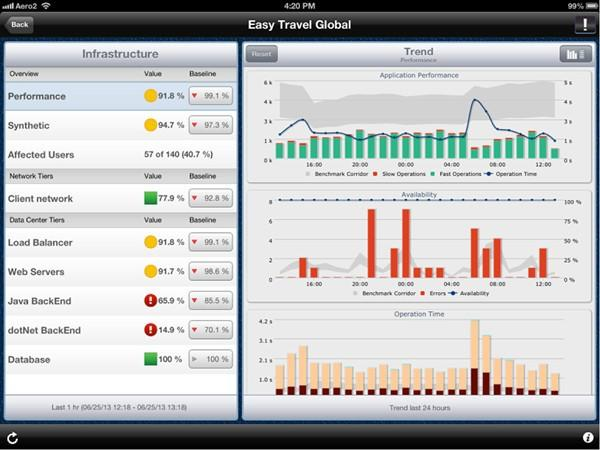 Aero2 4:20 PM 99%
Back Easy Travel Global !
Infrastructure
Overview Value Baseline
Performance 91.8 % 99.1 %
Synthetic 94.7 % 97.3 %
Affected Users 57 of 140 (40.7 %)
Network Tiers Value Baseline
Client network 77.9 % 92.8 %
Data Center Tiers Value Baseline
Load Balancer 91.8 % 99.1 %
Web Servers 91.7 % 98.6 %
Java BackEnd ! 65.9 % 85.5 %
dotNet BackEnd ! 14.9 % 70.1 %
Database 100 % 100 %
Last 1 hr (06/25/13 12:18 - 06/25/13 13:18)
Reset Trend
Performance
Application Performance
6 k 5 s
4 s
4 k 3 s
2 k 2 s
1 s
0 k 0 s
16:00 20:00 00:00 04:00 08:00 12:00
Benchmark Corridor Slow Operations Fast Operations Operation Time
Availability
8 100 %
6 75 %
4 50 %
2 25 %
0 0 %
16:00 20:00 00:00 04:00 08:00 12:00
Benchmark Corridor Errors Availability
Operation Time
4.2 s
3.1 s
2.1 s
1.0 s
Trend last 24 hours
i